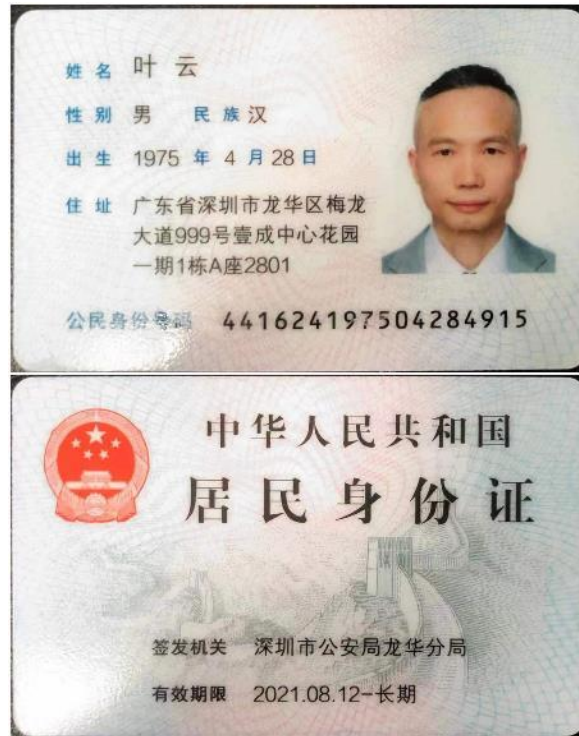 姓名 叶云
性别 男 民族 汉
出生 1975 年 4 月 28 日
住址 广东省深圳市龙华区梅龙
大道999号壹成中心花园
一期1栋A座2801
公民身份号码 441624197504284915
中华人民共和国
居民身份证
签发机关 深圳市公安局龙华分局
有效期限 2021.08.12-长期